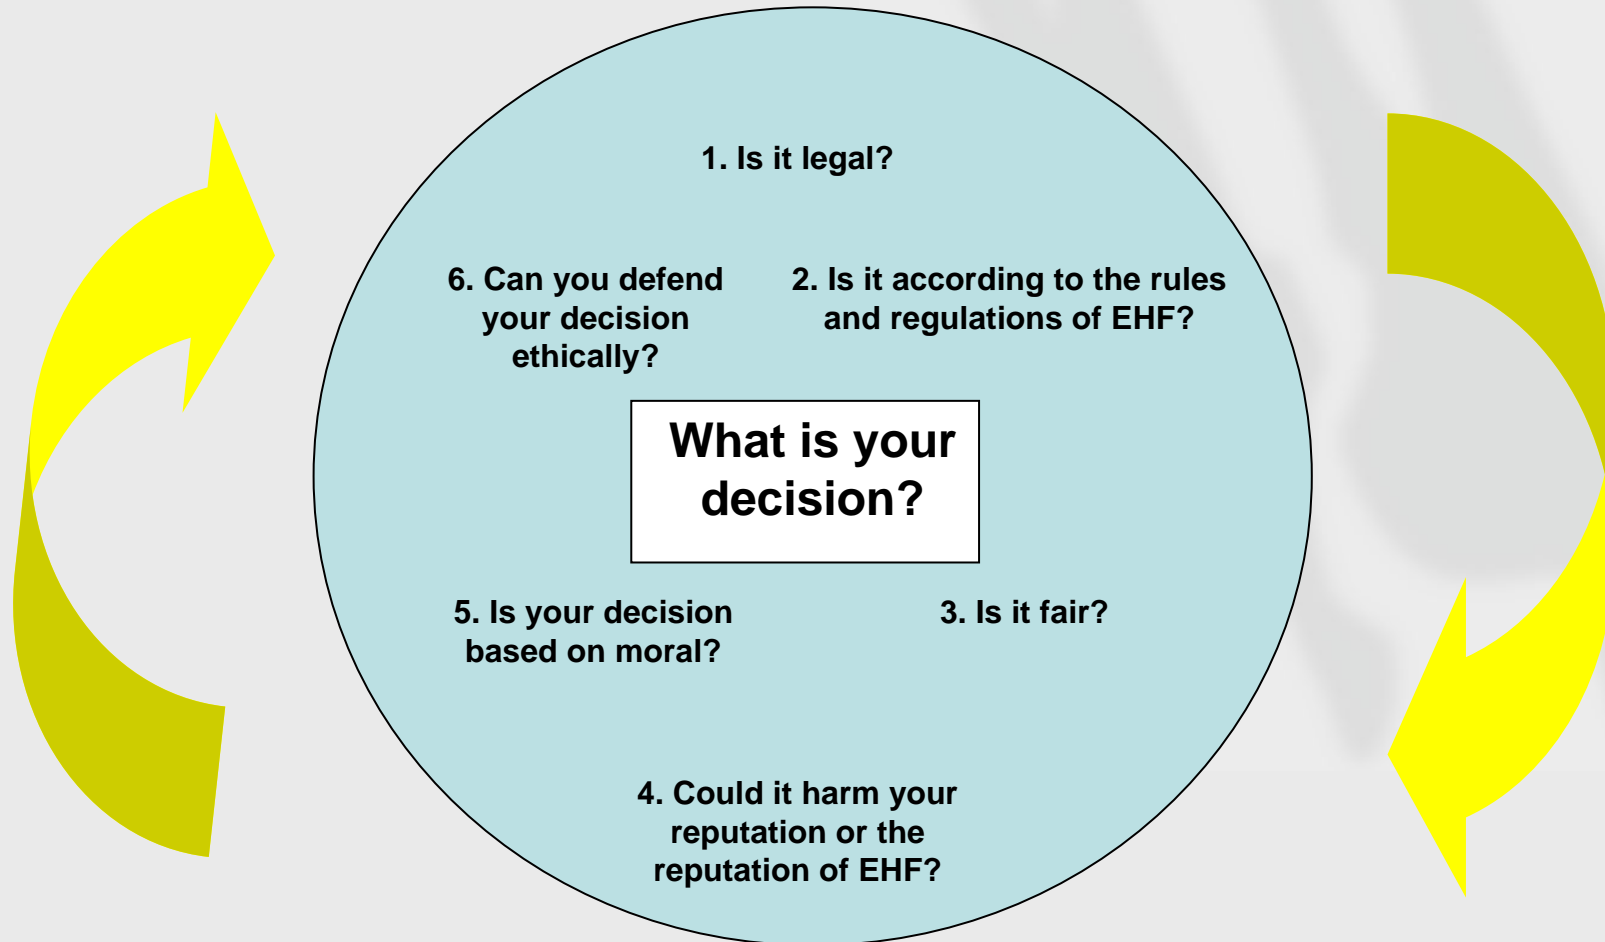 1. Is it legal?
2. Is it according to the rules
and regulations of EHF?
3. Is it fair?
4. Could it harm your
reputation or the
reputation of EHF?
5. Is your decision
based on moral?
6. Can you defend
your decision
ethically?
What is your
decision?